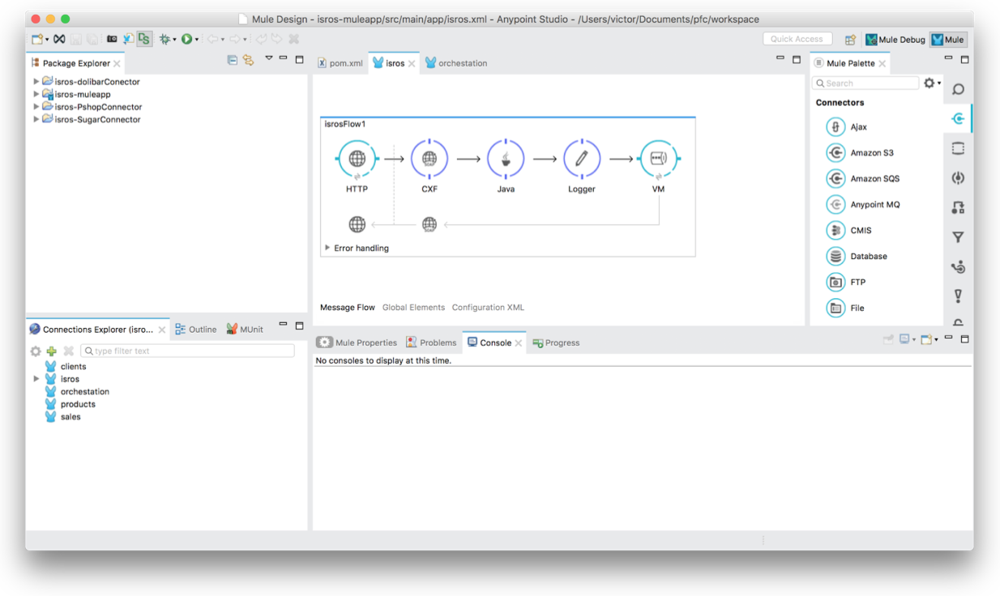 Mule Design - isros-muleapp/src/main/app/isros.xml - Anypoint Studio - /Users/victor/Documents/pfc/workspace
DS
Quick Access
Mule Debug
Mule
Package Explorer
isros-dolibarConector
isros-muleapp
isros-PshopConnector
isros-SugarConnector
pom.xml
isros
orchestation
isrosFlow1
HTTP
CXF
Java
Logger
VM
SOAP
SOAP
Error handling
Message Flow
Global Elements
Configuration XML
Mule Palette
Search
Connectors
Ajax
Amazon S3
Amazon SQS
Anypoint MQ
CMIS
Database
FTP
File
Connections Explorer (isro...
Outline
MUnit
type filter text
clients
isros
orchestation
products
sales
Mule Properties
Problems
Console
Progress
No consoles to display at this time.